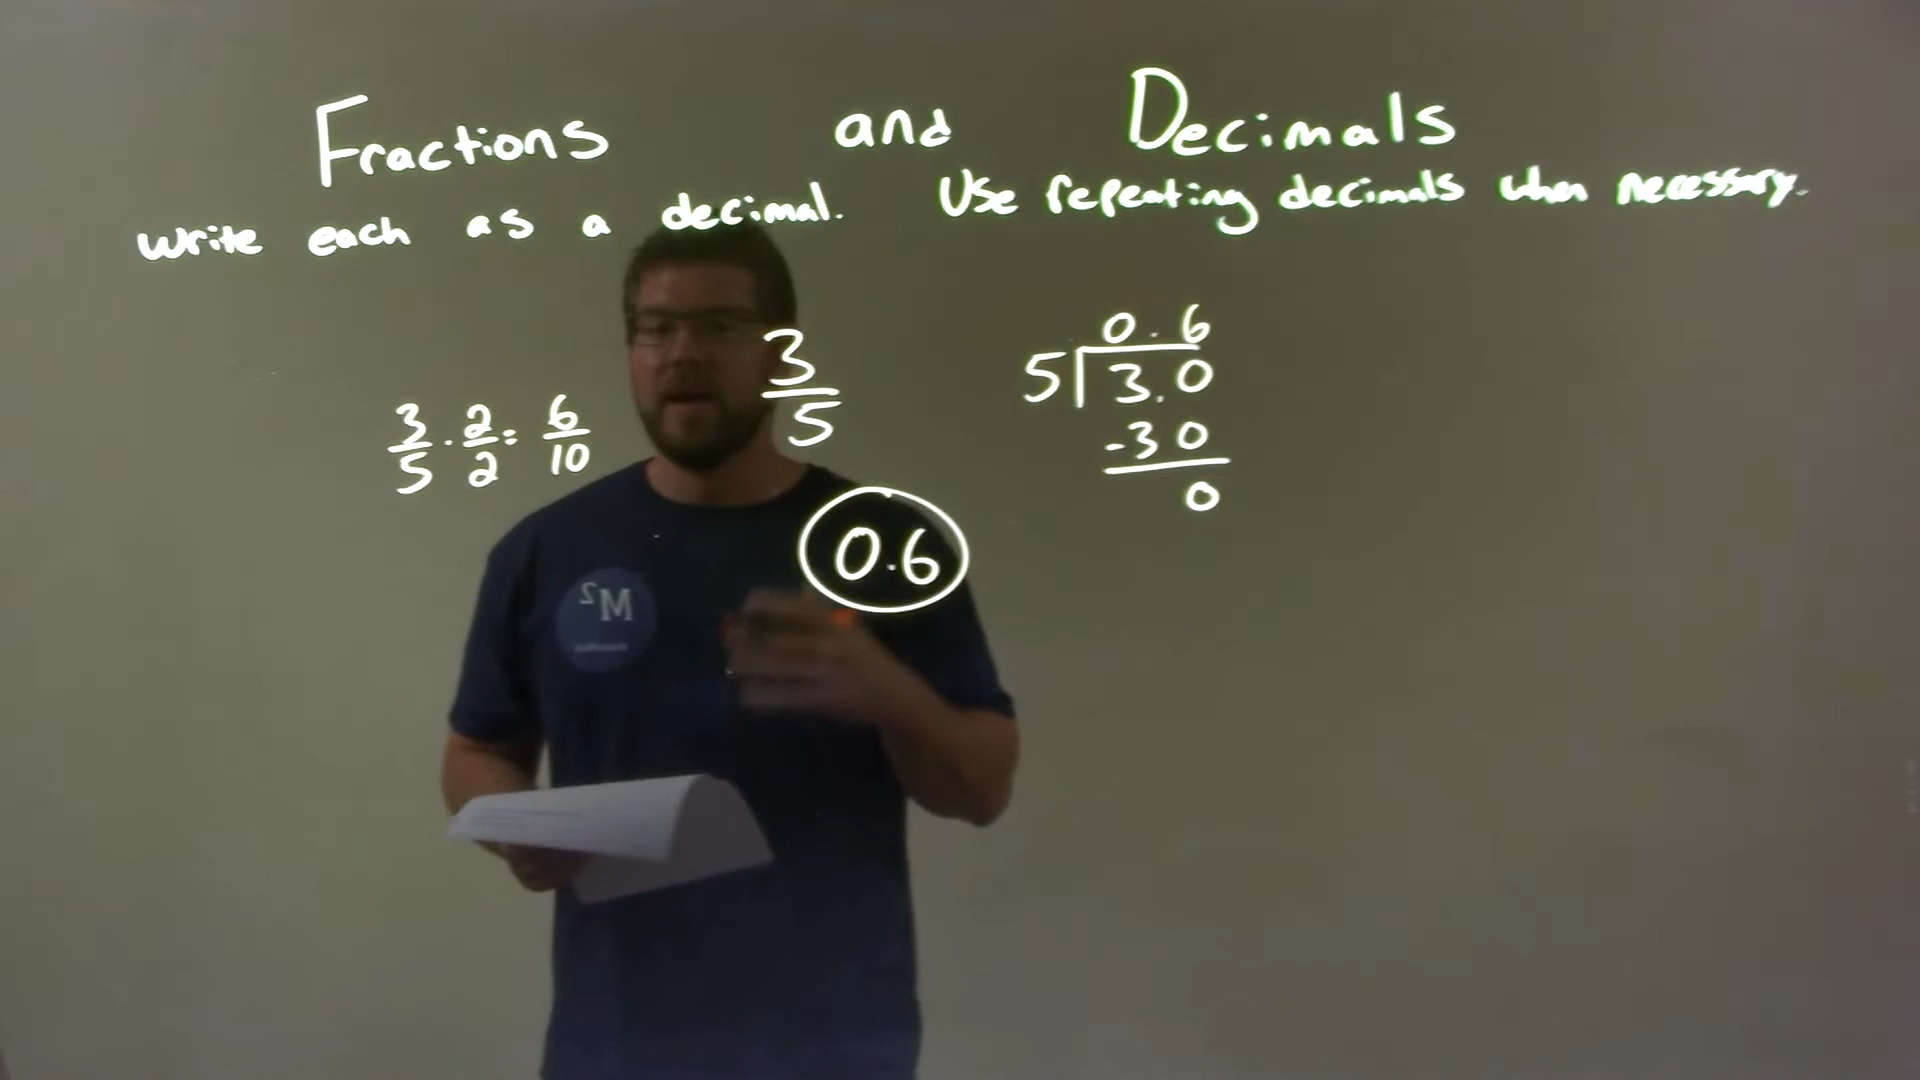 Fractions and Decimals
write each as a decimal. Use repeating decimals when necessary.
3/5 · 2/2 = 6/10
3/5
0.6
5 3.0
-30
0
0.6
M2